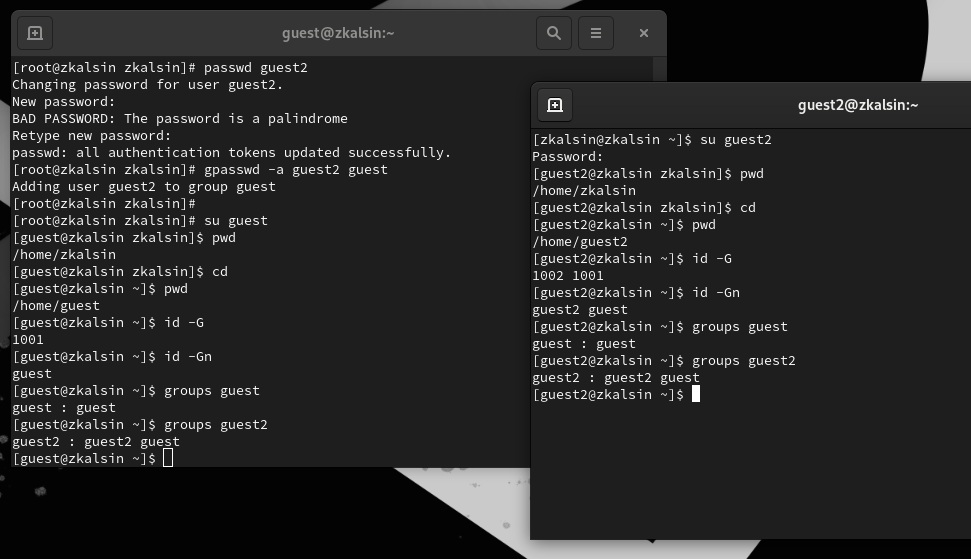 guest@zkalsin:~
[root@zkalsin zkalsin]# passwd guest2
Changing password for user guest2.
New password:
BAD PASSWORD: The password is a palindrome
Retype new password:
passwd: all authentication tokens updated successfully.
[root@zkalsin zkalsin]# gpasswd -a guest2 guest
Adding user guest2 to group guest
[root@zkalsin zkalsin]#
[root@zkalsin zkalsin]# su guest
[guest@zkalsin zkalsin]$ pwd
/home/zkalsin
[guest@zkalsin zkalsin]$ cd
[guest@zkalsin ~]$ pwd
/home/guest
[guest@zkalsin ~]$ id -G
1001
[guest@zkalsin ~]$ id -Gn
guest
[guest@zkalsin ~]$ groups guest
guest : guest
[guest@zkalsin ~]$ groups guest2
guest2 : guest2 guest
[guest@zkalsin ~]$
guest2@zkalsin:~
[zkalsin@zkalsin ~]$ su guest2
Password:
[guest2@zkalsin zkalsin]$ pwd
/home/zkalsin
[guest2@zkalsin zkalsin]$ cd
[guest2@zkalsin ~]$ pwd
/home/guest2
[guest2@zkalsin ~]$ id -G
1002 1001
[guest2@zkalsin ~]$ id -Gn
guest2 guest
[guest2@zkalsin ~]$ groups guest
guest : guest
[guest2@zkalsin ~]$ groups guest2
guest2 : guest2 guest
[guest2@zkalsin ~]$